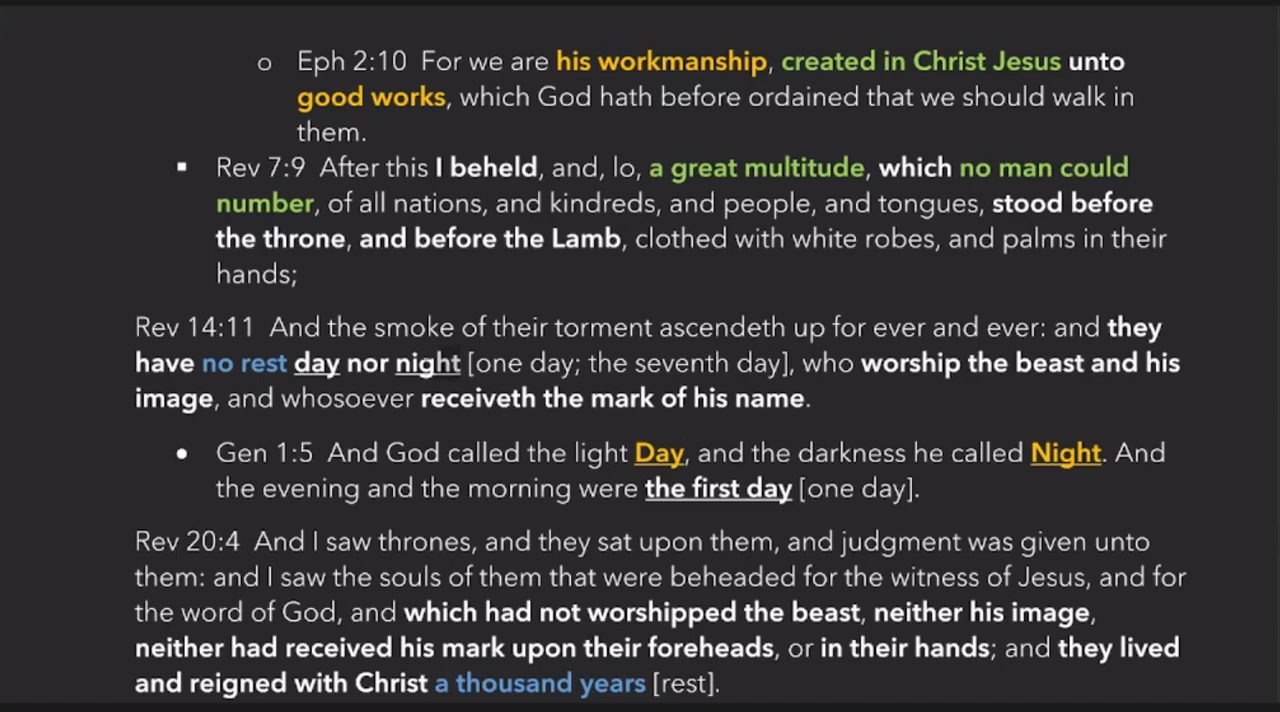 o Eph 2:10 For we are his workmanship, created in Christ Jesus unto
good works, which God hath before ordained that we should walk in
them.
▪ Rev 7:9 After this I beheld, and, lo, a great multitude, which no man could
number, of all nations, and kindreds, and people, and tongues, stood before
the throne, and before the Lamb, clothed with white robes, and palms in their
hands;
Rev 14:11 And the smoke of their torment ascendeth up for ever and ever: and they
have no rest day nor night [one day; the seventh day], who worship the beast and his
image, and whosoever receiveth the mark of his name.
• Gen 1:5 And God called the light Day, and the darkness he called Night. And
the evening and the morning were the first day [one day].
Rev 20:4 And I saw thrones, and they sat upon them, and judgment was given unto
them: and I saw the souls of them that were beheaded for the witness of Jesus, and for
the word of God, and which had not worshipped the beast, neither his image,
neither had received his mark upon their foreheads, or in their hands; and they lived
and reigned with Christ a thousand years [rest].